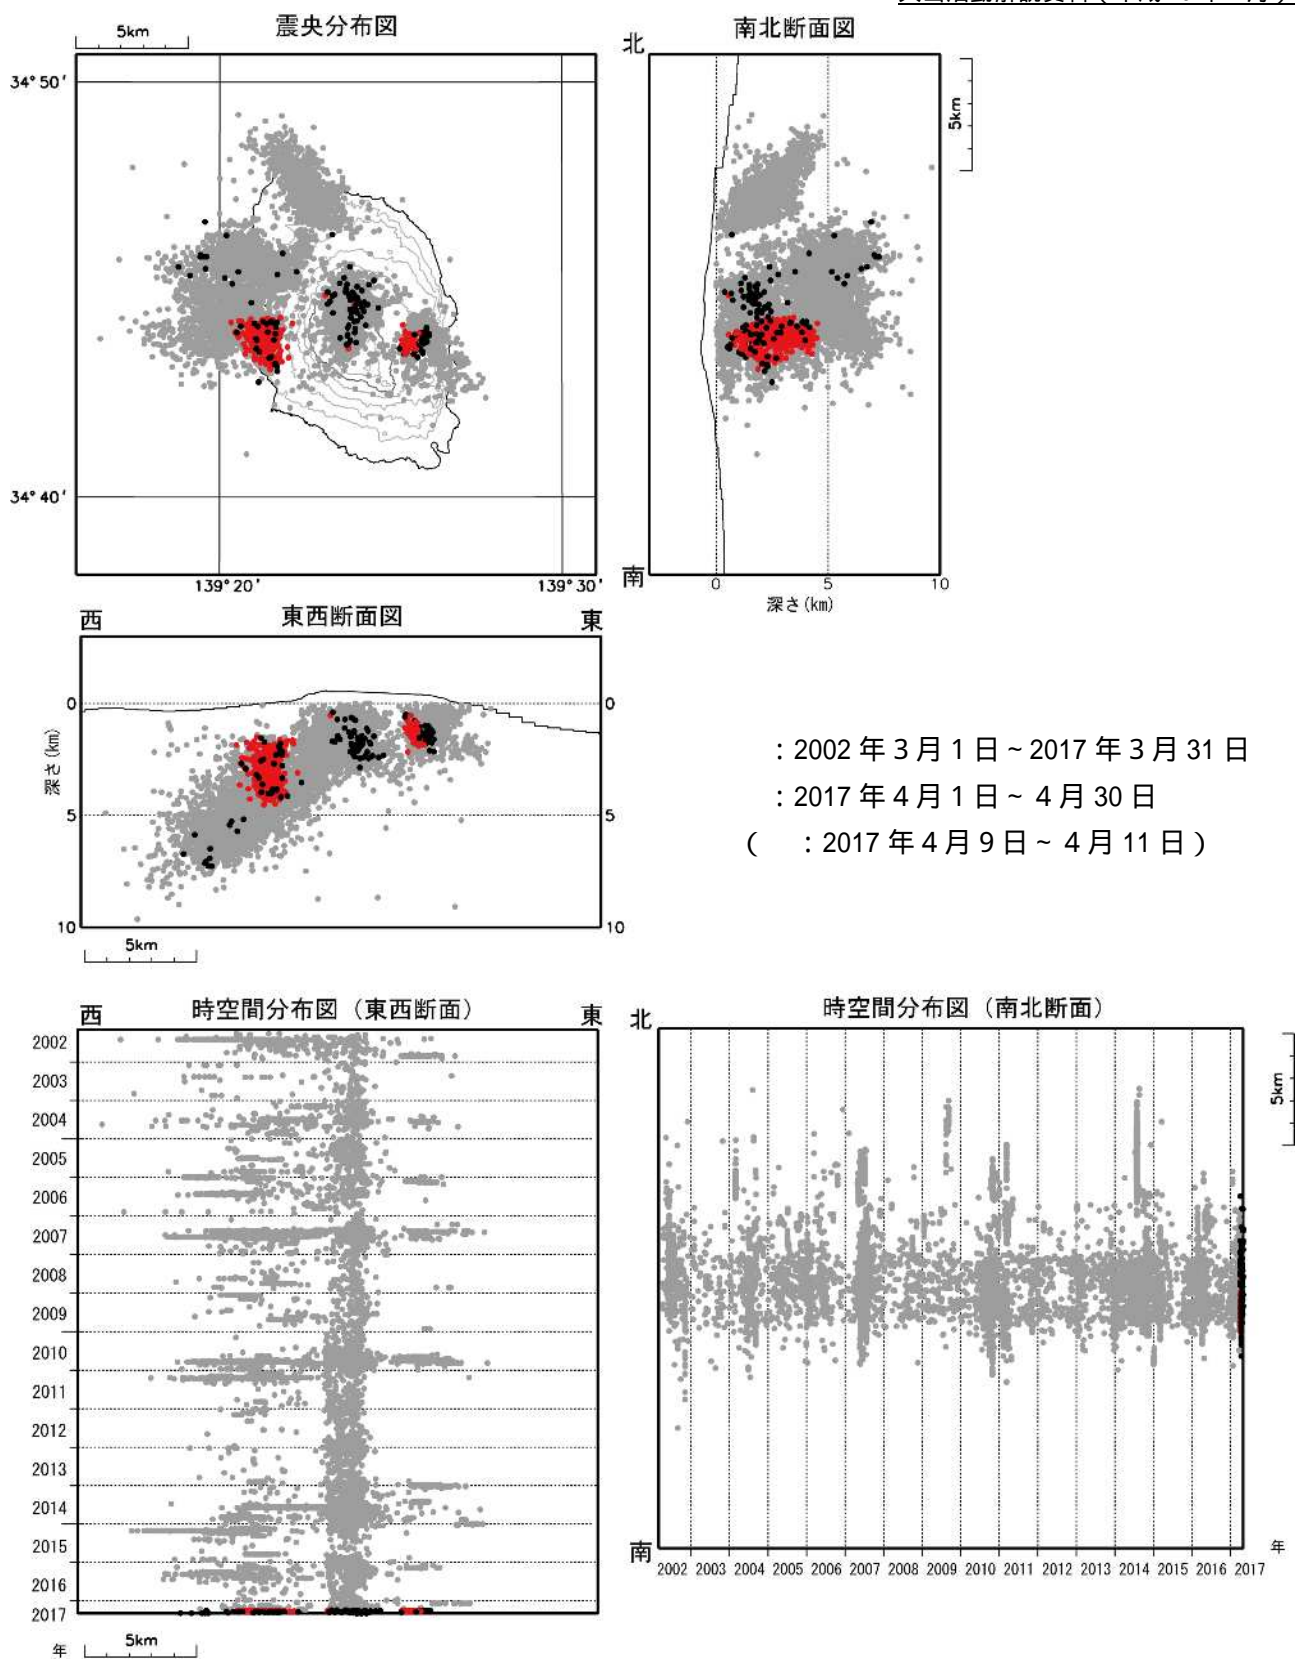 5km
震央分布図
34°50'
34°40'
139°20'
139°30'
南北断面図
北
南
5km
0
5
10
深さ(km)
西
東西断面図
東
0
5
10
深さ(km)
0
5
10
5km
：2002 年 3 月 1 日～2017 年 3 月 31 日
：2017 年 4 月 1 日～ 4 月 30 日
（　：2017 年 4 月 9 日～ 4 月 11 日）
西
時空間分布図（東西断面）
東
2002
2003
2004
2005
2006
2007
2008
2009
2010
2011
2012
2013
2014
2015
2016
2017
年
5km
北
時空間分布図（南北断面）
5km
南
年
2002 2003 2004 2005 2006 2007 2008 2009 2010 2011 2012 2013 2014 2015 2016 2017